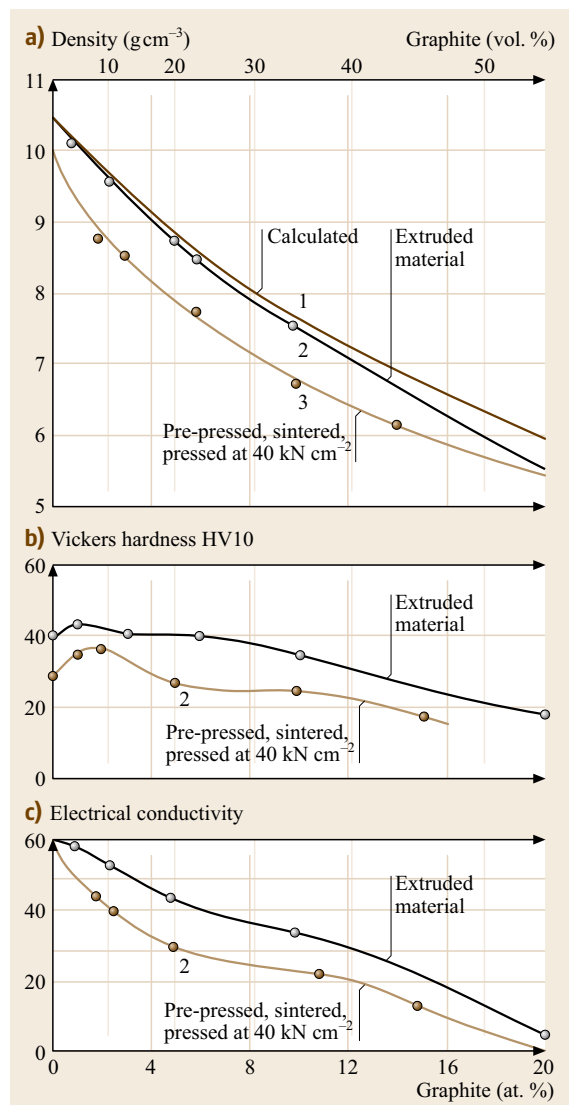 a) Density (g cm⁻³) Graphite (vol. %)
10 20 30 40 50
11
10
9
8
7
6
5
Calculated
Extruded
material
1
2
3
Pre-pressed, sintered,
pressed at 40 kN cm⁻²
b) Vickers hardness HV10
60
40
20
0
Extruded
material
2
Pre-pressed, sintered,
pressed at 40 kN cm⁻²
c) Electrical conductivity
60
40
20
0
Extruded
material
2
Pre-pressed, sintered,
pressed at 40 kN cm⁻²
0 4 8 12 16 20
Graphite (at. %)